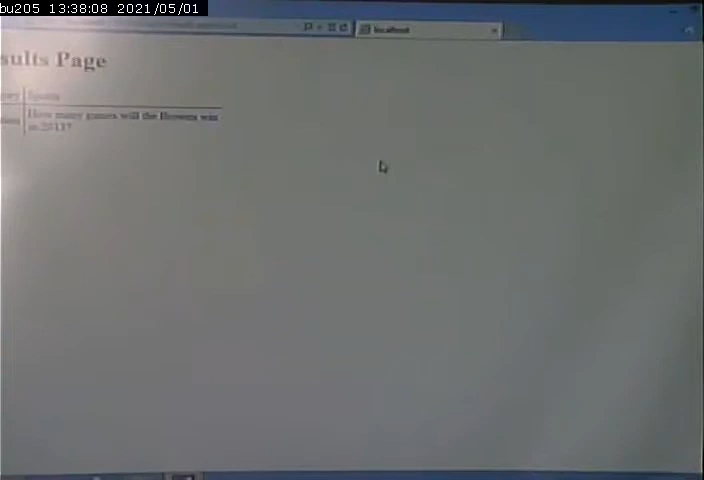 bu205 13:38:08 2021/05/01
localhost
sults Page
Sports
How many games will the Browns win
in 2013?